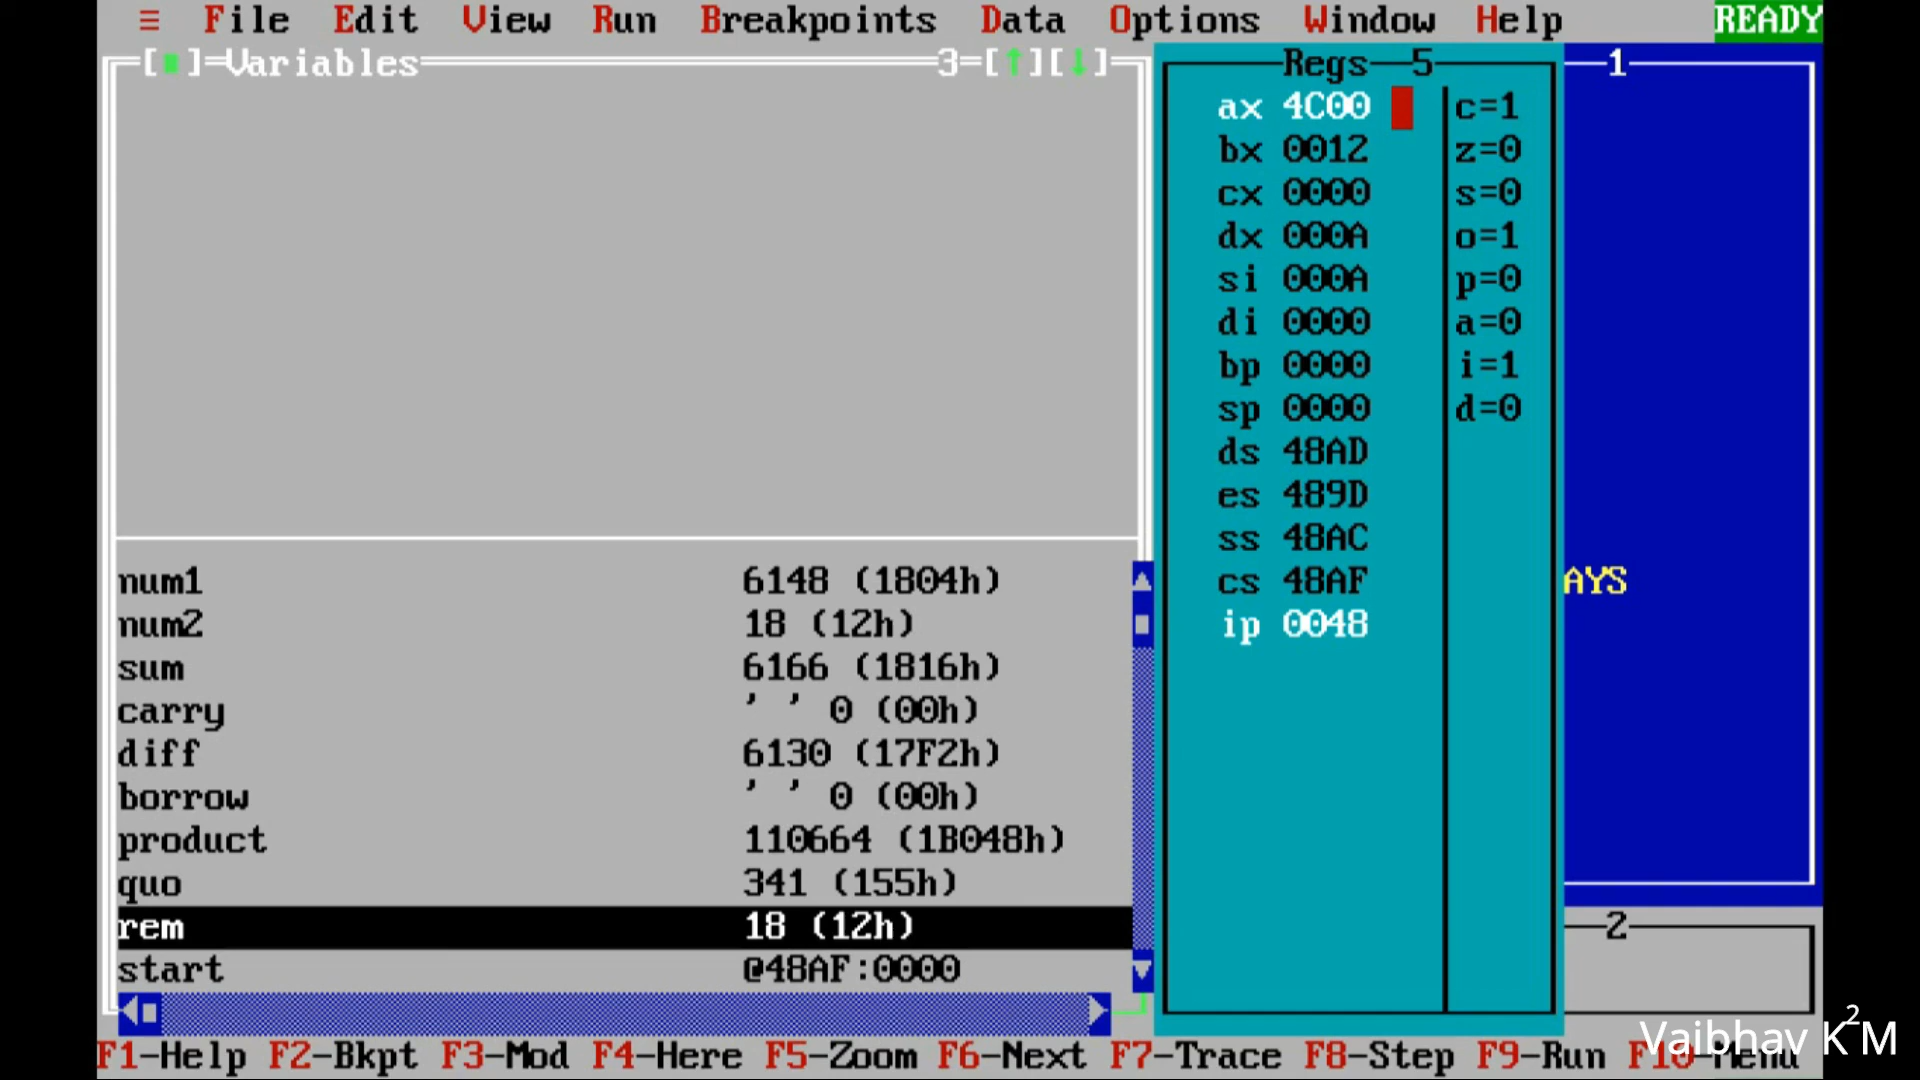 ≡ File Edit View Run Breakpoints Data Options Window Help READY
[■]=Variables 3=[↑][↓]
Regs 5
1
ax 4C00 c=1
bx 0012 z=0
cx 0000 s=0
dx 000A o=1
si 000A p=0
di 0000 a=0
bp 0000 i=1
sp 0000 d=0
ds 48AD
es 489D
ss 48AC
cs 48AF
ip 0048
num1 6148 (1804h)
num2 18 (12h)
sum 6166 (1816h)
carry ' ' 0 (00h)
diff 6130 (17F2h)
borrow ' ' 0 (00h)
product 110664 (1B048h)
quo 341 (155h)
rem 18 (12h)
start @48AF:0000
AYS
2
F1-Help F2-Bkpt F3-Mod F4-Here F5-Zoom F6-Next F7-Trace F8-Step F9-Run F10-Menu
Vaibhav K²M